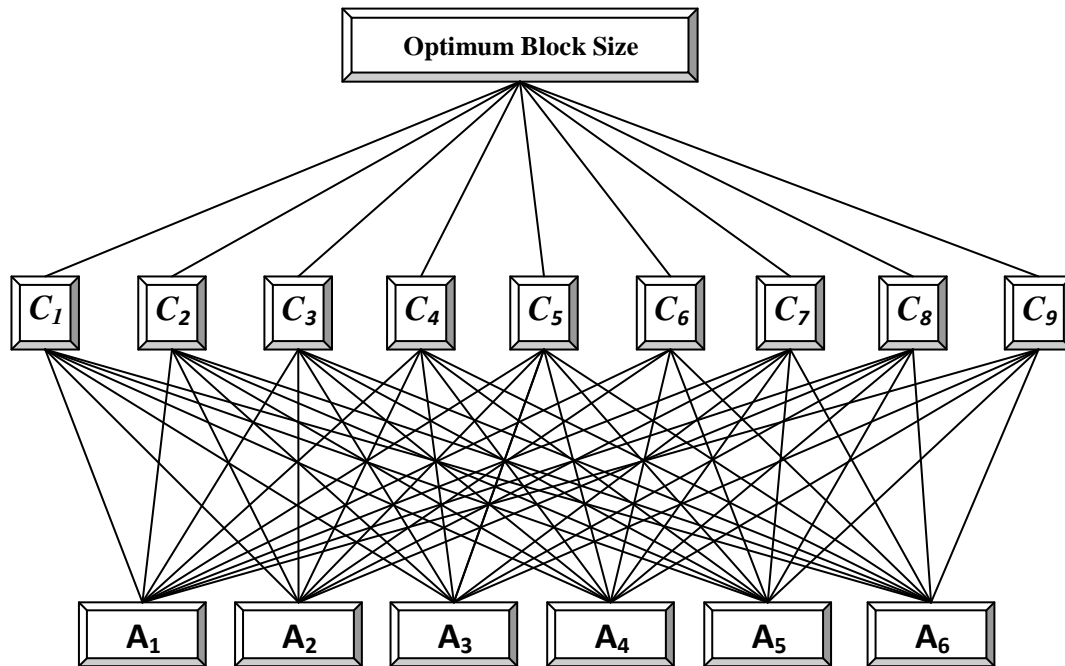 Optimum Block Size
C₁ C₂ C₃ C₄ C₅ C₆ C₇ C₈ C₉
A₁ A₂ A₃ A₄ A₅ A₆